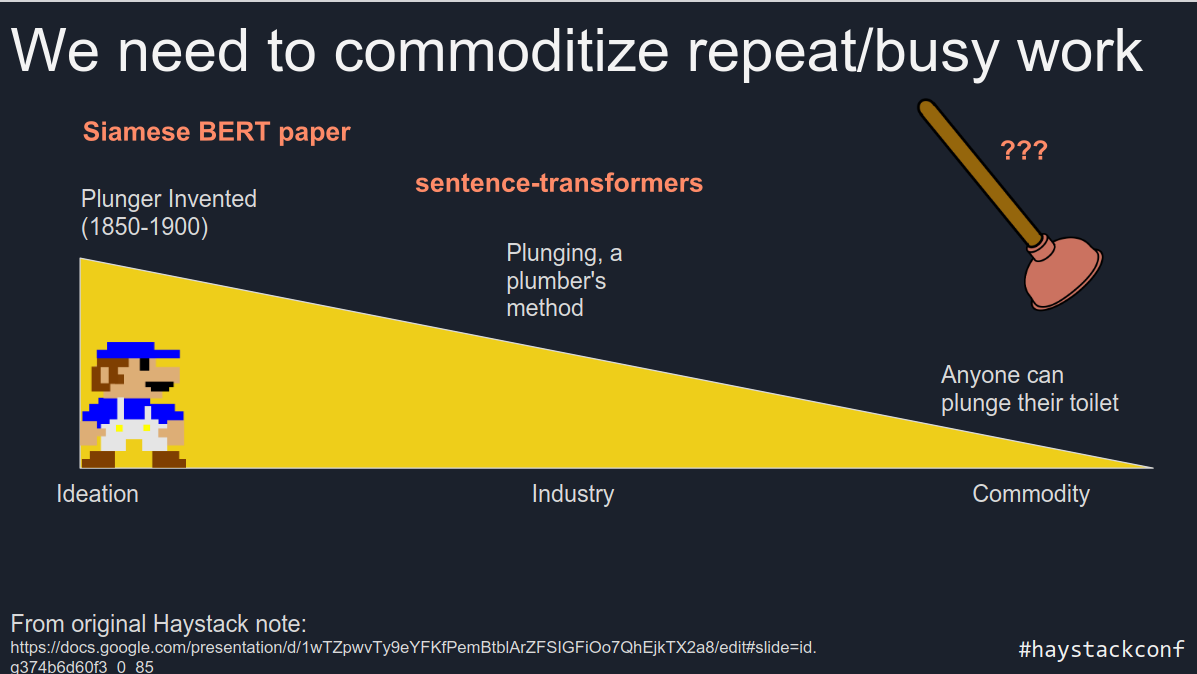 We need to commoditize repeat/busy work
Siamese BERT paper
???
sentence-transformers
Plunger Invented
(1850-1900)
Plunging, a
plumber's
method
Anyone can
plunge their toilet
Ideation
Industry
Commodity
From original Haystack note:
https://docs.google.com/presentation/d/1wTZpwvTy9eYFKfPemBtblArZFSIGFiOo7QhEjkTX2a8/edit#slide=id.
g374b6d60f3_0_85
#haystackconf